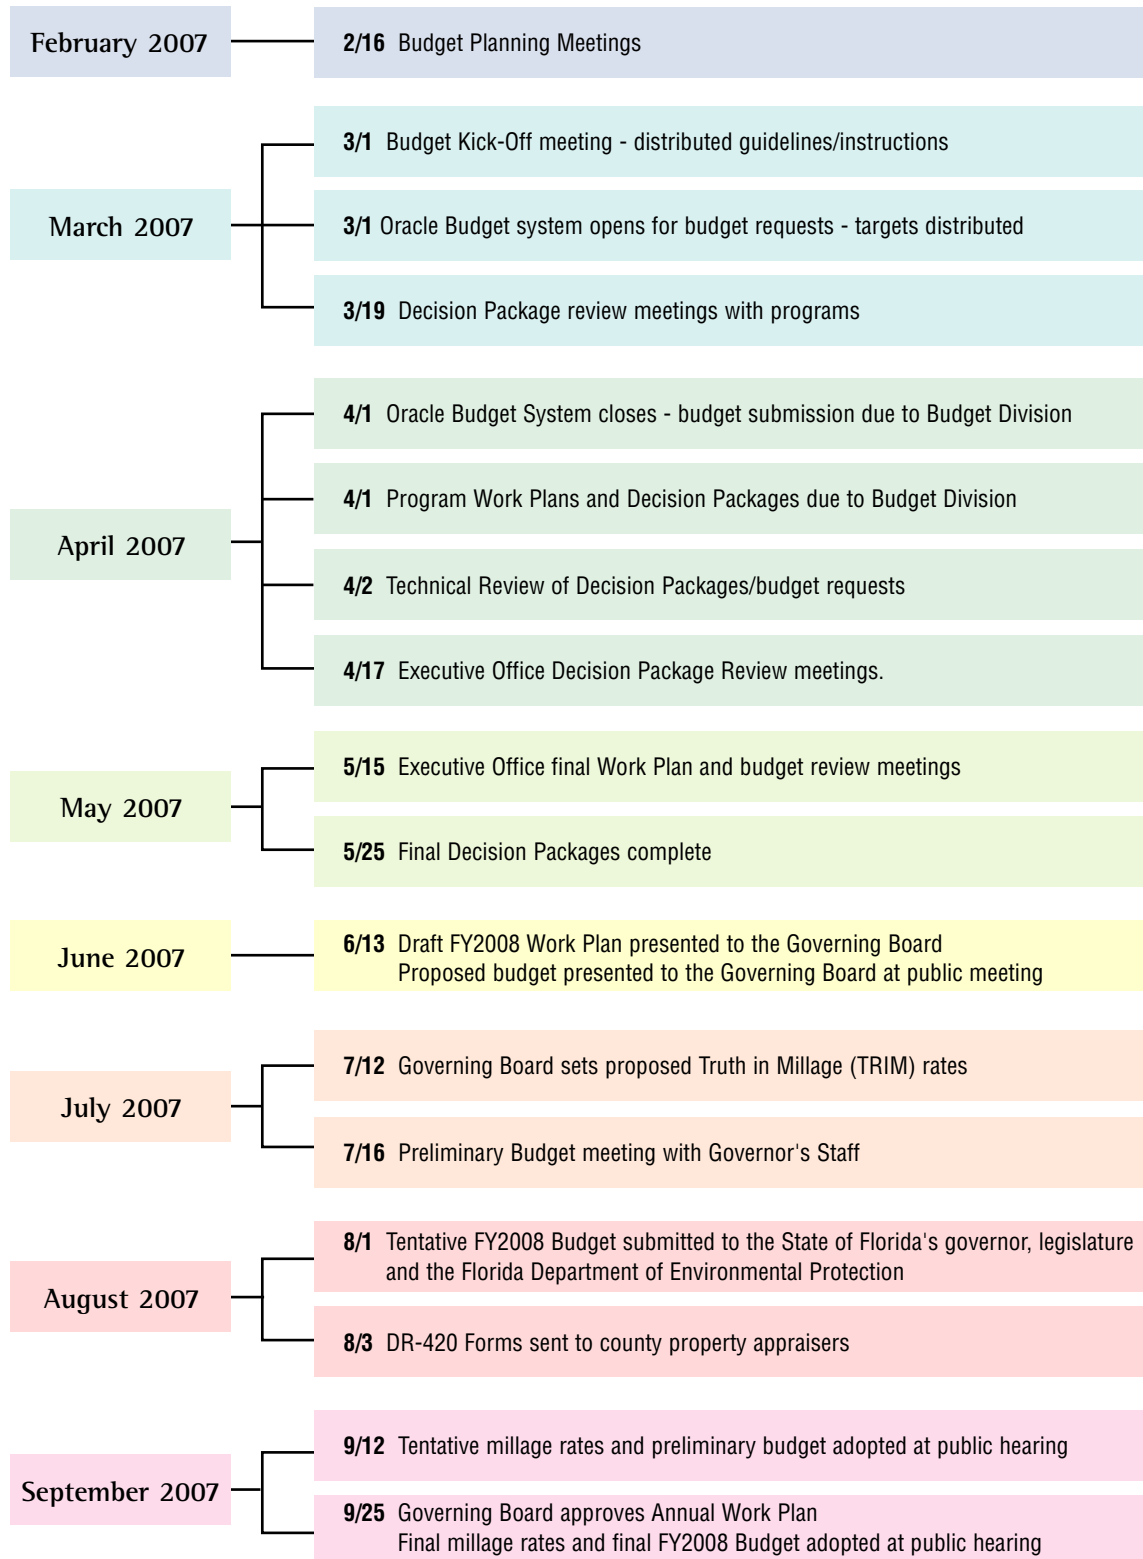 February 2007
2/16 Budget Planning Meetings
March 2007
3/1 Budget Kick-Off meeting - distributed guidelines/instructions
3/1 Oracle Budget system opens for budget requests - targets distributed
3/19 Decision Package review meetings with programs
April 2007
4/1 Oracle Budget System closes - budget submission due to Budget Division
4/1 Program Work Plans and Decision Packages due to Budget Division
4/2 Technical Review of Decision Packages/budget requests
4/17 Executive Office Decision Package Review meetings.
May 2007
5/15 Executive Office final Work Plan and budget review meetings
5/25 Final Decision Packages complete
June 2007
6/13 Draft FY2008 Work Plan presented to the Governing Board
Proposed budget presented to the Governing Board at public meeting
July 2007
7/12 Governing Board sets proposed Truth in Millage (TRIM) rates
7/16 Preliminary Budget meeting with Governor's Staff
August 2007
8/1 Tentative FY2008 Budget submitted to the State of Florida's governor, legislature
and the Florida Department of Environmental Protection
8/3 DR-420 Forms sent to county property appraisers
September 2007
9/12 Tentative millage rates and preliminary budget adopted at public hearing
9/25 Governing Board approves Annual Work Plan
Final millage rates and final FY2008 Budget adopted at public hearing